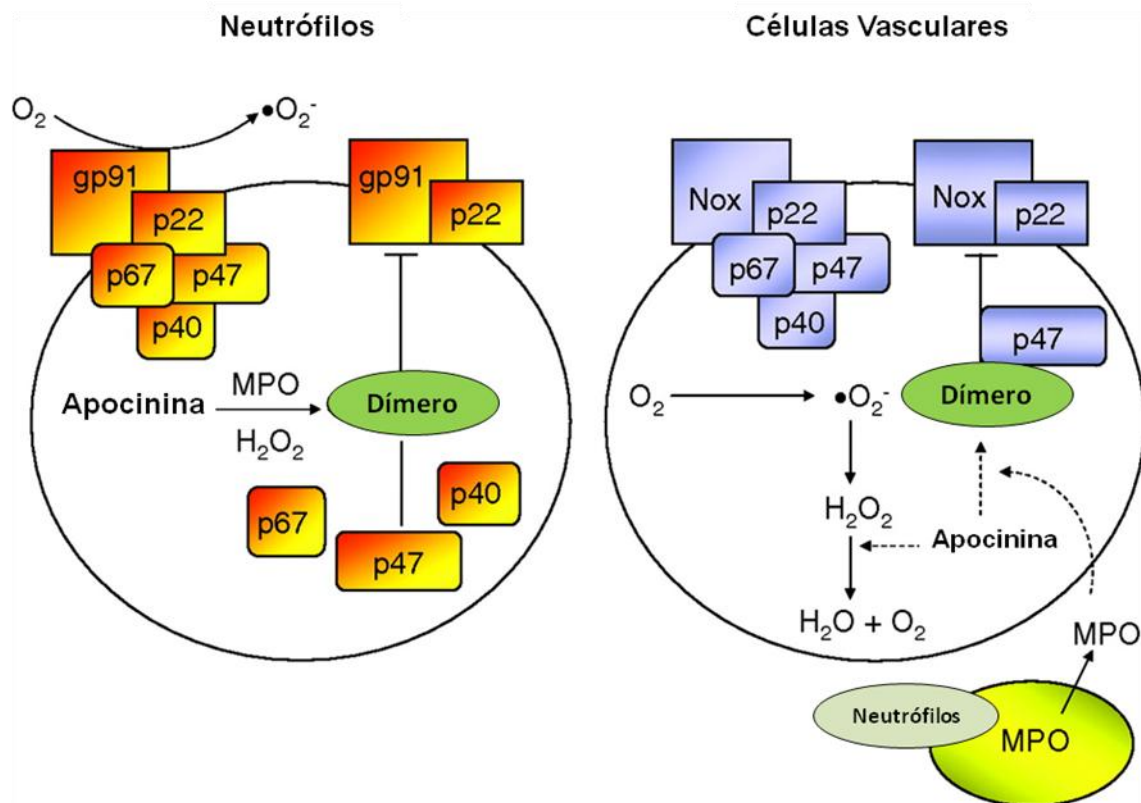 Neutrófilos
O₂
•O₂⁻
gp91
p22
p67
p47
p40
gp91
p22
Apocinina
MPO
H₂O₂
Dímero
p67
p40
p47
Células Vasculares
Nox
p22
p67
p47
p40
Nox
p22
p47
Dímero
O₂
•O₂⁻
H₂O₂
Apocinina
H₂O + O₂
MPO
Neutrófilos
MPO